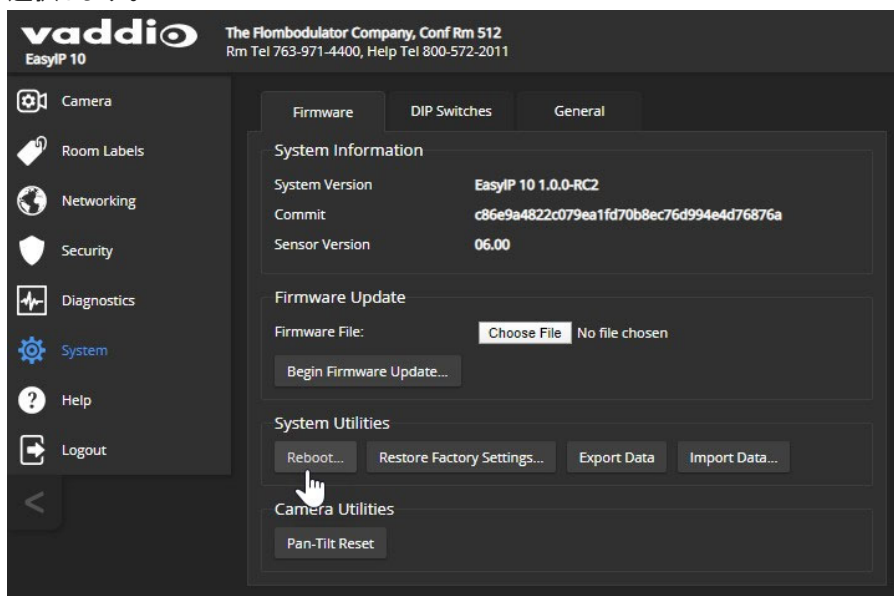 vaddio
EasyIP 10
The Flombodulator Company, Conf Rm 512
Rm Tel 763-971-4400, Help Tel 800-572-2011
Camera
Room Labels
Networking
Security
Diagnostics
System
Help
Logout
<
Firmware DIP Switches General
System Information
System Version EasyIP 10 1.0.0-RC2
Commit c86e9a4822c079ea1fd70b8ec76d994e4d76876a
Sensor Version 06.00
Firmware Update
Firmware File: Choose File No file chosen
Begin Firmware Update...
System Utilities
Reboot... Restore Factory Settings... Export Data Import Data...
Camera Utilities
Pan-Tilt Reset